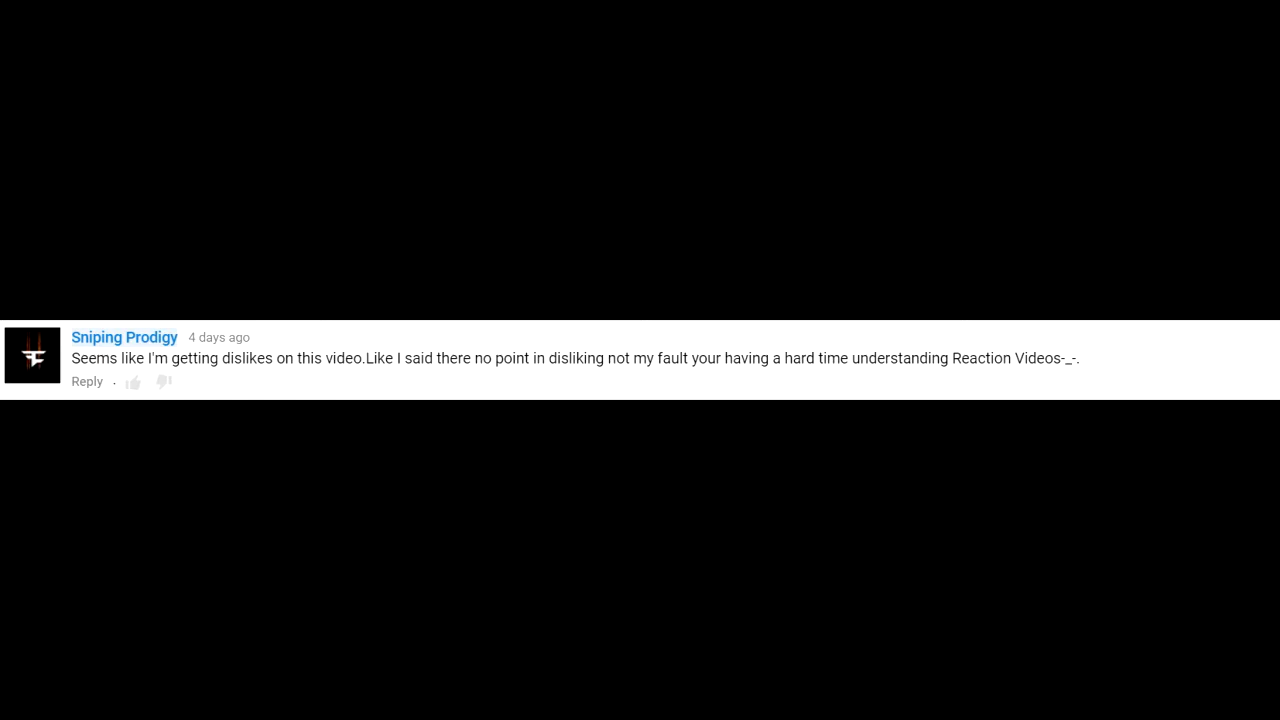 Sniping Prodigy 4 days ago
Seems like I'm getting dislikes on this video.Like I said there no point in disliking not my fault your having a hard time understanding Reaction Videos-_-.
Reply .